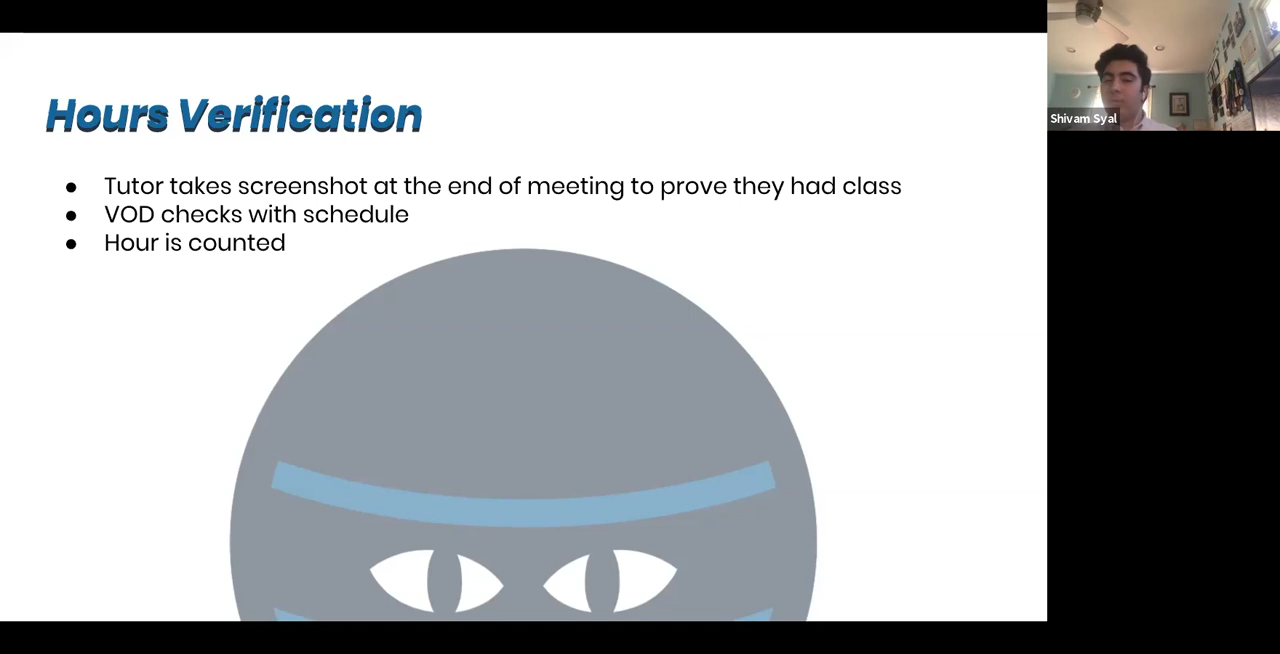 Hours Verification
● Tutor takes screenshot at the end of meeting to prove they had class
● VOD checks with schedule
● Hour is counted
Shivam Syal